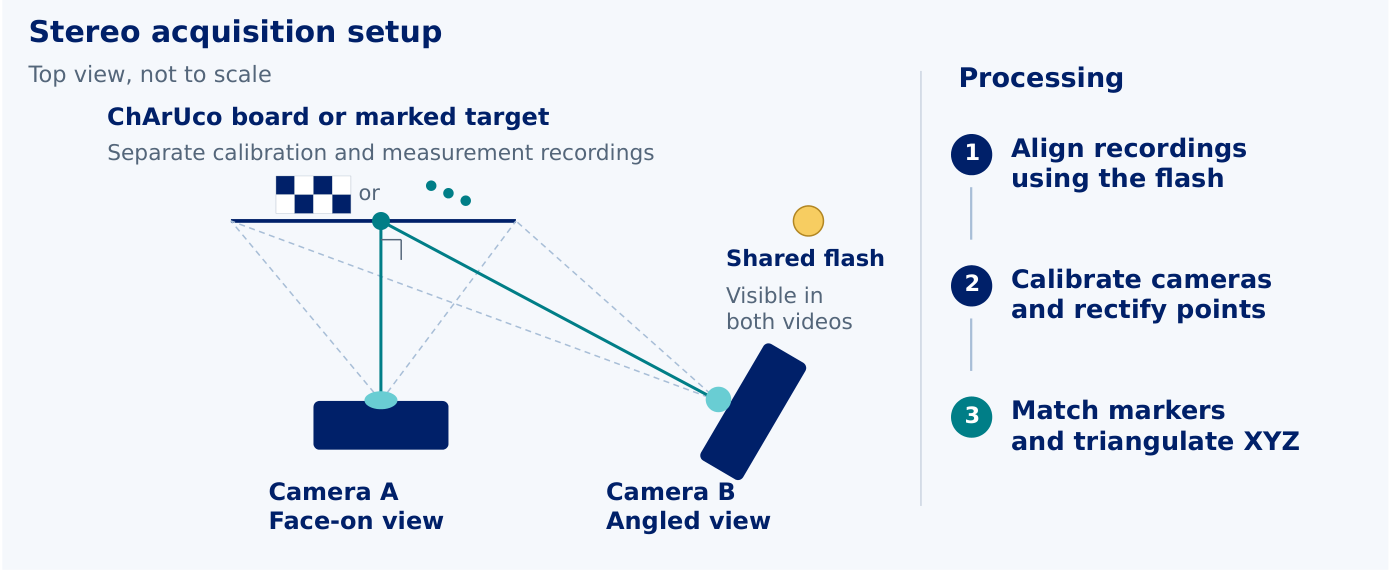 Stereo acquisition setup
Top view, not to scale
ChArUco board or marked target
Separate calibration and measurement recordings
or
Shared flash
Visible in
both videos
Camera A
Face-on view
Camera B
Angled view
Processing
1
Align recordings
using the flash
2
Calibrate cameras
and rectify points
3
Match markers
and triangulate XYZ